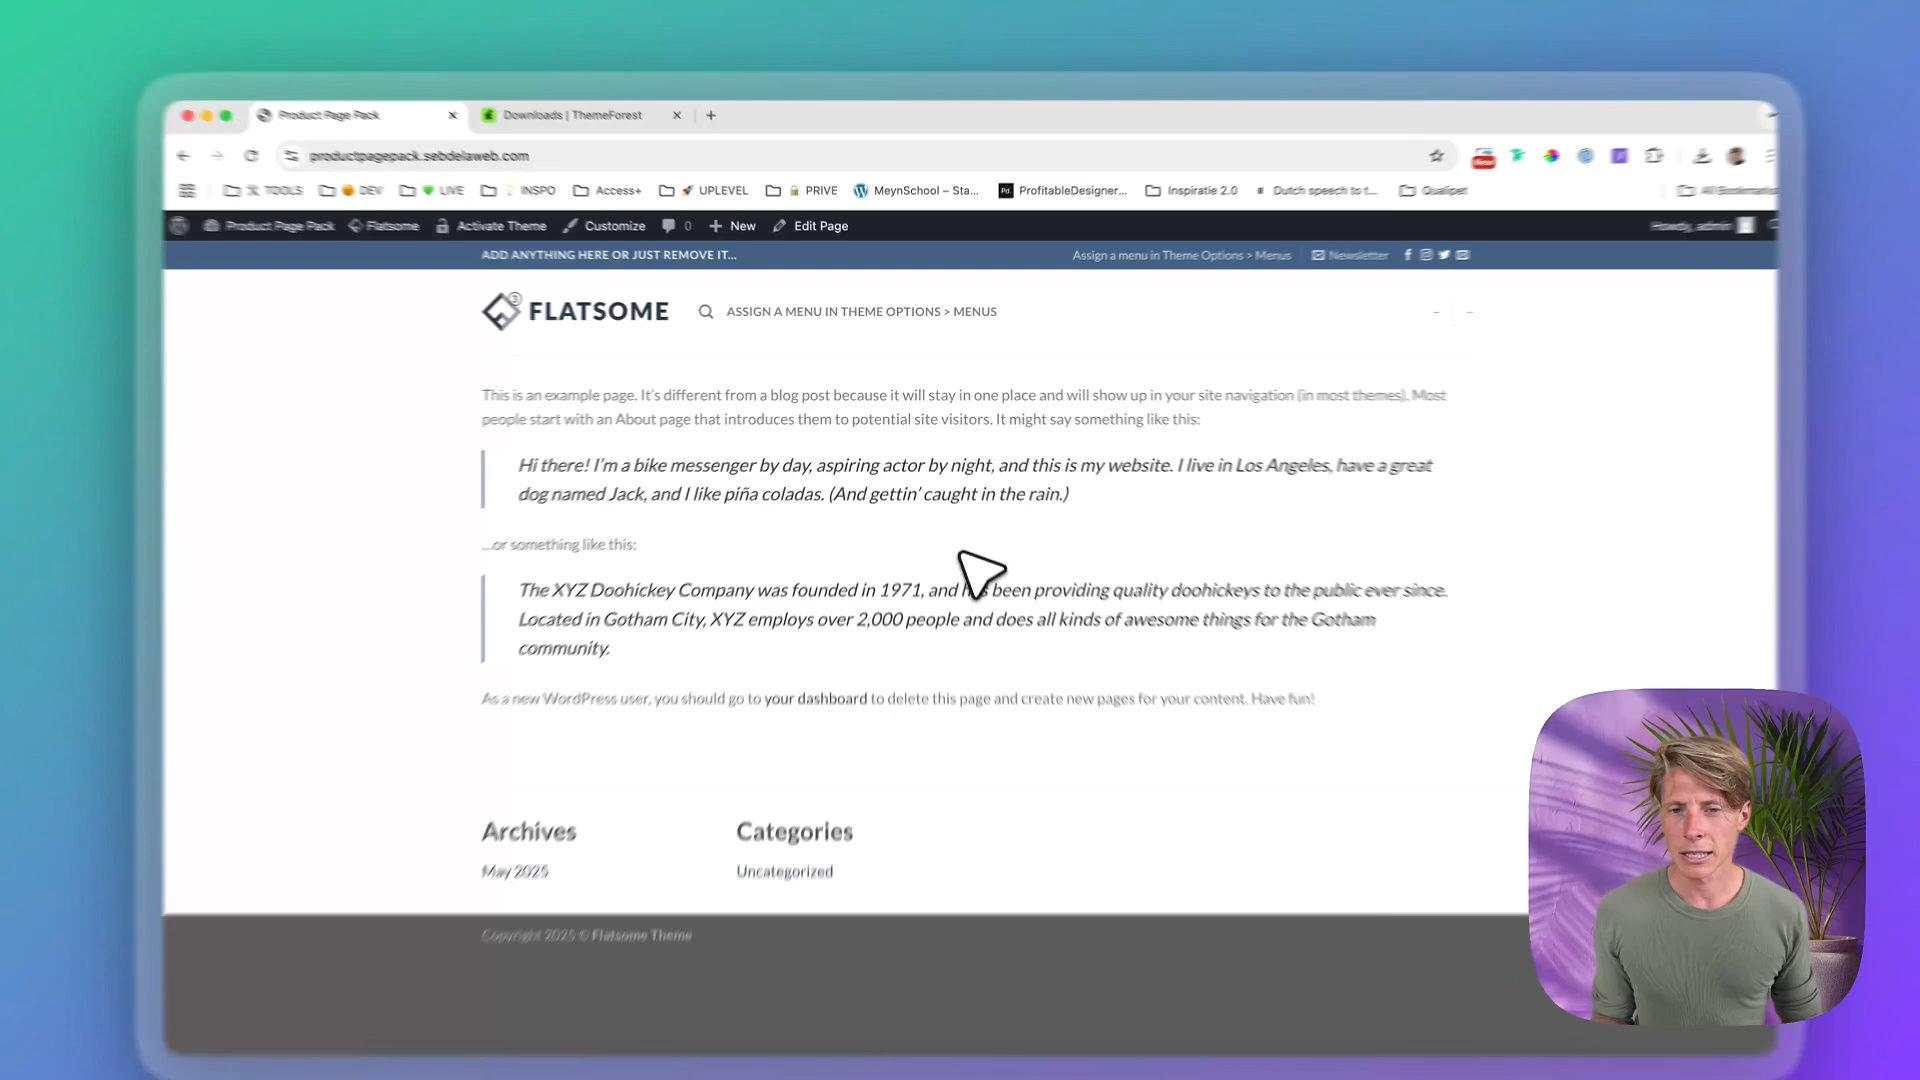 Product Page Pack
Downloads | ThemeForest
productpagepack.sebdelaweb.com
TOOLS
DEV
LIVE
INSPO
Access+
UPLEVEL
PRIVE
MeynSchool – Sta...
Pd
ProfitableDesigner...
Inspiratie 2.0
Dutch speech to t...
Qualipet
All Bookmarks
Product Page Pack
Flatsome
Activate Theme
Customize
0
New
Edit Page
Howdy, admin
ADD ANYTHING HERE OR JUST REMOVE IT...
Assign a menu in Theme Options > Menus
Newsletter
3
FLATSOME
ASSIGN A MENU IN THEME OPTIONS > MENUS
This is an example page. It's different from a blog post because it will stay in one place and will show up in your site navigation (in most themes). Most
people start with an About page that introduces them to potential site visitors. It might say something like this:
Hi there! I'm a bike messenger by day, aspiring actor by night, and this is my website. I live in Los Angeles, have a great
dog named Jack, and I like piña coladas. (And gettin' caught in the rain.)
...or something like this:
The XYZ Doohickey Company was founded in 1971, and has been providing quality doohickeys to the public ever since.
Located in Gotham City, XYZ employs over 2,000 people and does all kinds of awesome things for the Gotham
community.
As a new WordPress user, you should go to your dashboard to delete this page and create new pages for your content. Have fun!
Archives
Categories
May 2025
Uncategorized
Copyright 2025 © Flatsome Theme